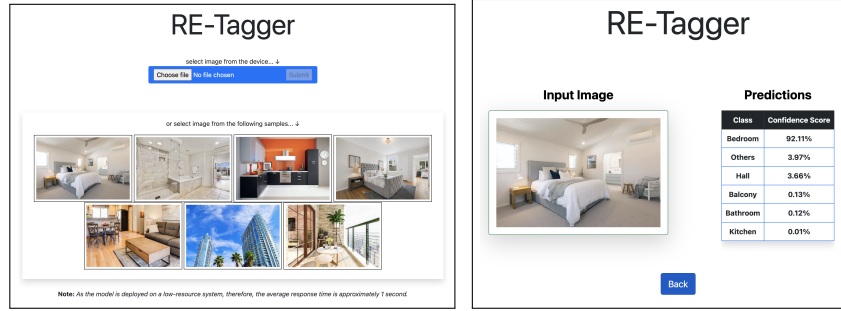 RE-Tagger
select image from the device... ↓
Choose file No file chosen Submit
or select image from the following samples... ↓
Note: As the model is deployed on a low-resource system, therefore, the average response time is approximately 1 second.
RE-Tagger
Input Image
Predictions
Class Confidence Score
Bedroom 92.11%
Others 3.97%
Hall 3.66%
Balcony 0.13%
Bathroom 0.12%
Kitchen 0.01%
Back